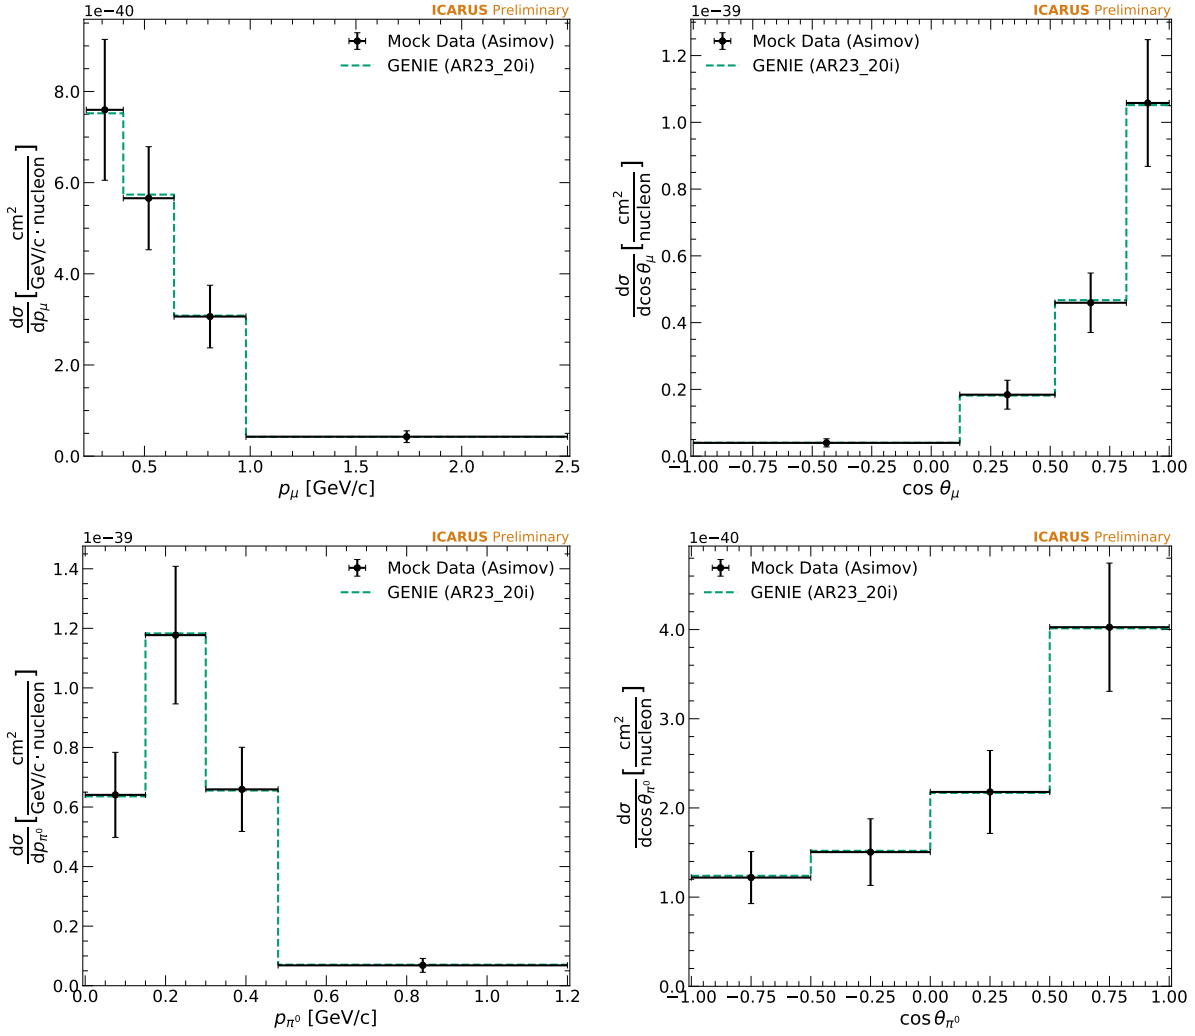 1e−40
ICARUS Preliminary
Mock Data (Asimov)
GENIE (AR23_20i)
8.0
6.0
4.0
2.0
0.0
0.5
1.0
1.5
2.0
2.5
dσ/dpμ [cm²/GeV/c · nucleon]
pμ [GeV/c]
1e−39
ICARUS Preliminary
Mock Data (Asimov)
GENIE (AR23_20i)
1.2
1.0
0.8
0.6
0.4
0.2
0.0
−1.00 −0.75 −0.50 −0.25 0.00 0.25 0.50 0.75 1.00
dσ/dcos θμ [cm²/nucleon]
cos θμ
1e−39
ICARUS Preliminary
Mock Data (Asimov)
GENIE (AR23_20i)
1.4
1.2
1.0
0.8
0.6
0.4
0.2
0.0
0.0 0.2 0.4 0.6 0.8 1.0 1.2
dσ/dpπ⁰ [cm²/GeV/c · nucleon]
pπ⁰ [GeV/c]
1e−40
ICARUS Preliminary
Mock Data (Asimov)
GENIE (AR23_20i)
4.0
3.0
2.0
1.0
0.0
−1.00 −0.75 −0.50 −0.25 0.00 0.25 0.50 0.75 1.00
dσ/dcos θπ⁰ [cm²/nucleon]
cos θπ⁰